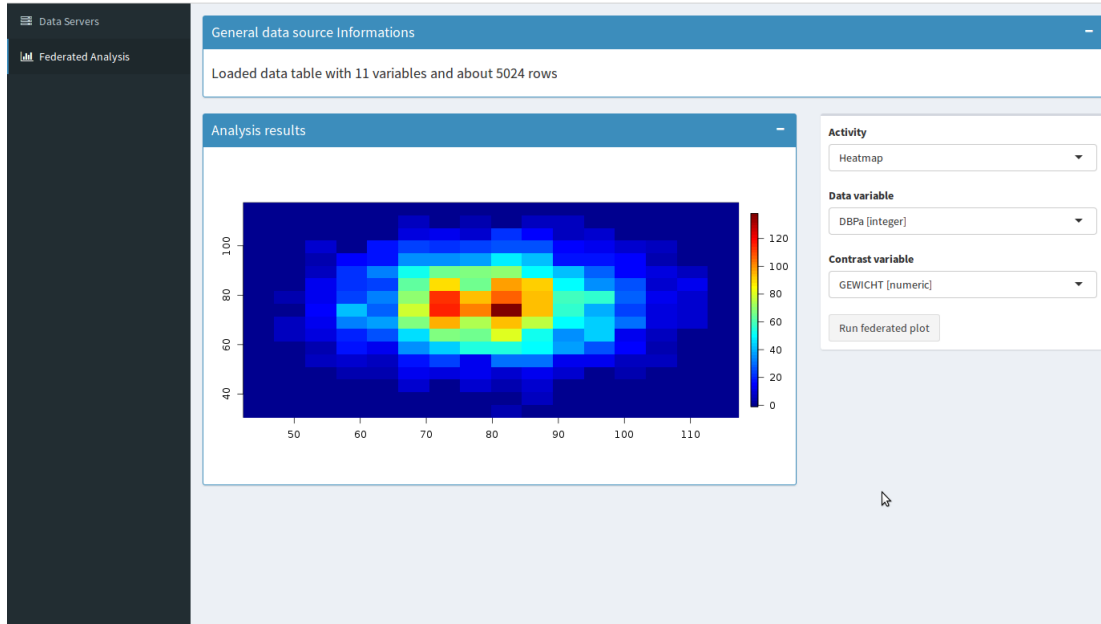 Data Servers
Federated Analysis
General data source Informations
Loaded data table with 11 variables and about 5024 rows
Analysis results
100
80
60
40
50 60 70 80 90 100 110
120
100
80
60
40
20
0
Activity
Heatmap
Data variable
DBPa [integer]
Contrast variable
GEWICHT [numeric]
Run federated plot